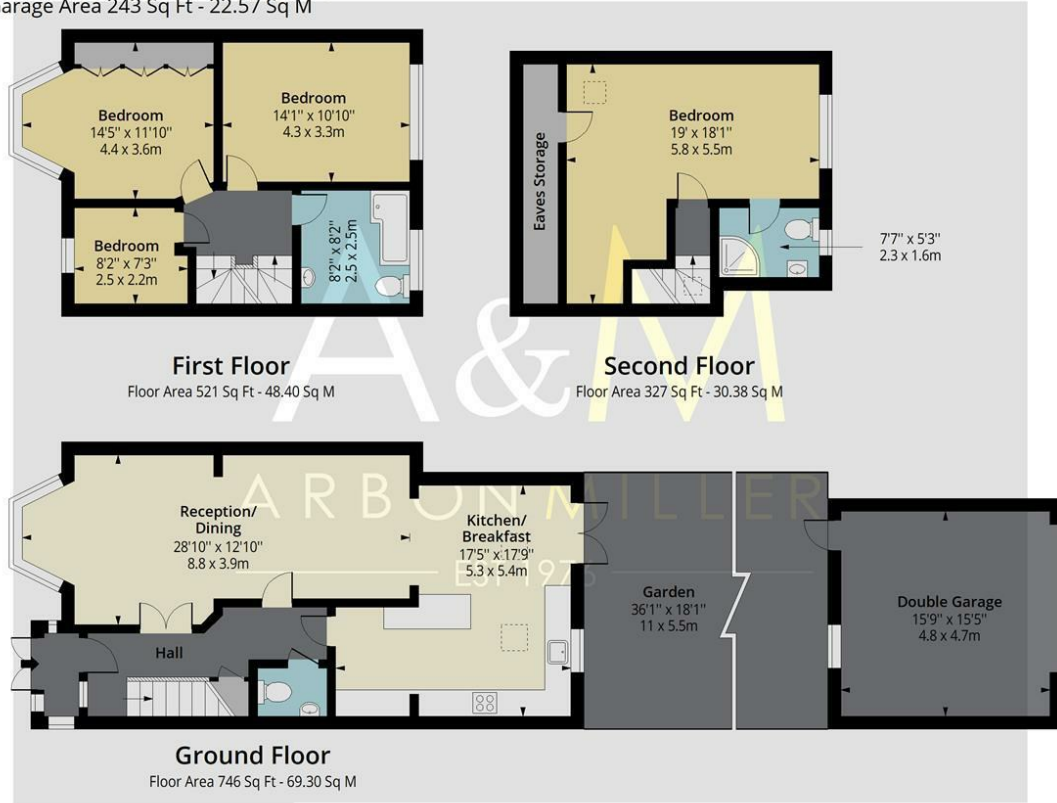 Garage Area 243 Sq Ft - 22.57 Sq M
Bedroom
14'5" x 11'10"
4.4 x 3.6m
Bedroom
14'1" x 10'10"
4.3 x 3.3m
Bedroom
8'2" x 7'3"
2.5 x 2.2m
8'2" x 8'2"
2.5 x 2.5m
First Floor
Floor Area 521 Sq Ft - 48.40 Sq M
Eaves Storage
Bedroom
19' x 18'1"
5.8 x 5.5m
7'7" x 5'3"
2.3 x 1.6m
Second Floor
Floor Area 327 Sq Ft - 30.38 Sq M
A&M
ARBON MILLER
EST 1976
Reception/
Dining
28'10" x 12'10"
8.8 x 3.9m
Kitchen/
Breakfast
17'5" x 17'9"
5.3 x 5.4m
Hall
Garden
36'1" x 18'1"
11 x 5.5m
Double Garage
15'9" x 15'5"
4.8 x 4.7m
Ground Floor
Floor Area 746 Sq Ft - 69.30 Sq M